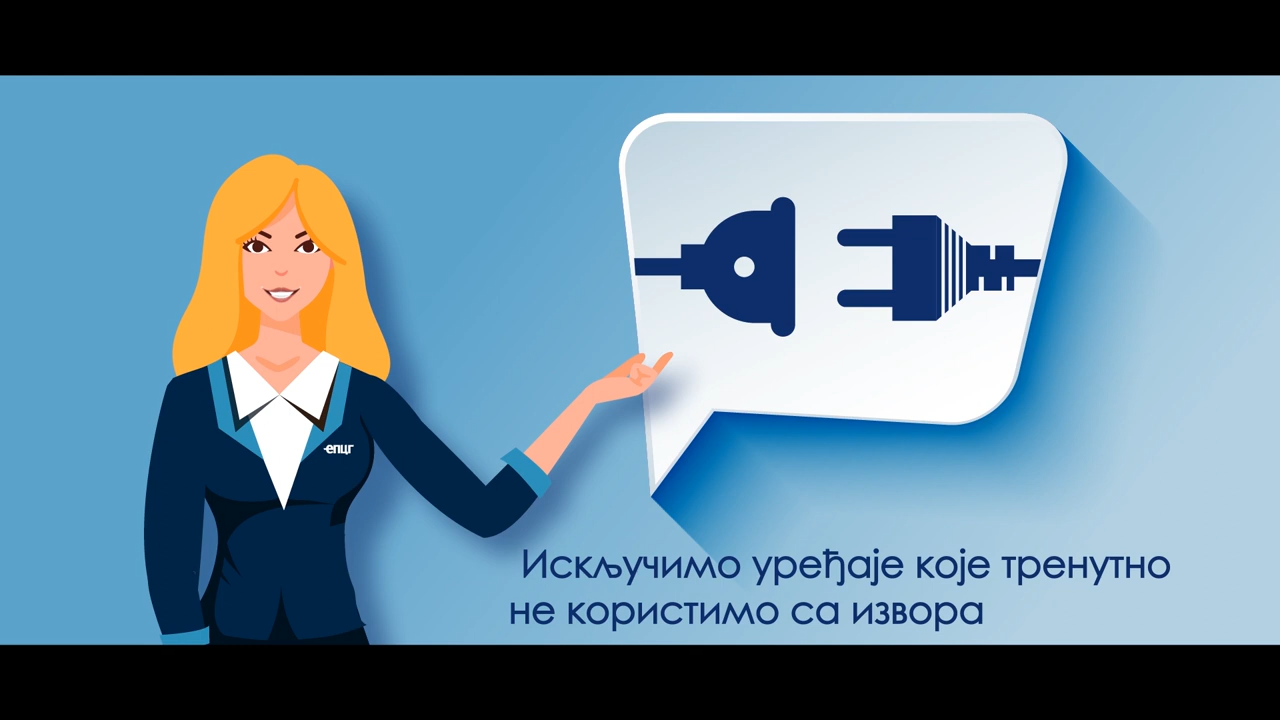 епцг
Искључимо уређаје које тренутно
не користимо са извора